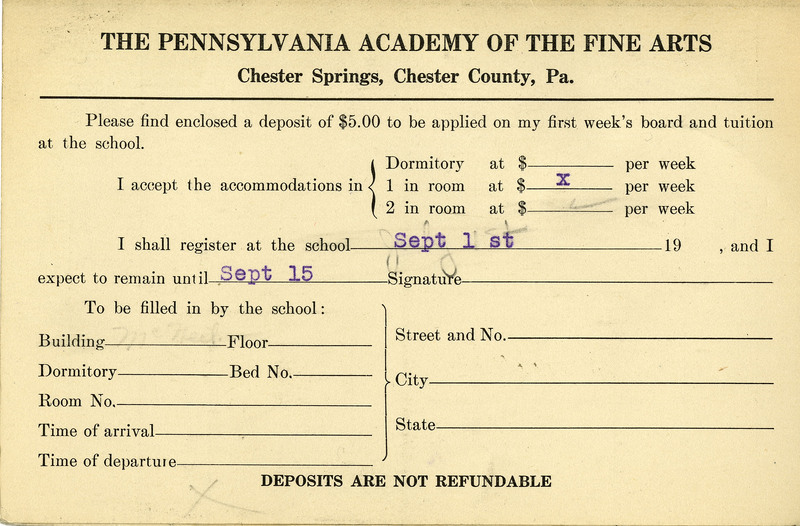 THE PENNSYLVANIA ACADEMY OF THE FINE ARTS
Chester Springs, Chester County, Pa.
Please find enclosed a deposit of $5.00 to be applied on my first week's board and tuition
at the school.
I accept the accommodations in
Dormitory at $ per week
1 in room at $ X per week
2 in room at $ per week
I shall register at the school Sept 1 st 19 , and I
expect to remain until Sept 15 Signature
To be filled in by the school:
Building Floor
Dormitory Bed No.
Room No.
Time of arrival
Time of departure
Street and No.
City
State
DEPOSITS ARE NOT REFUNDABLE